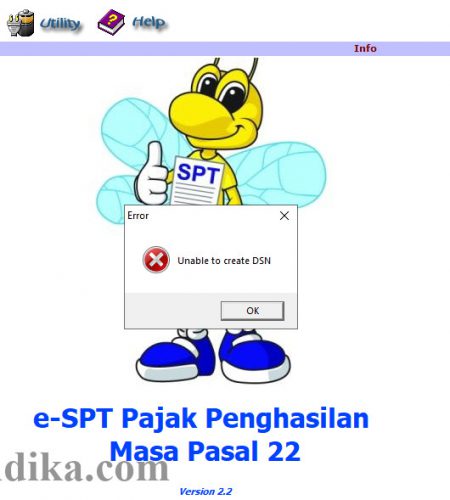 Utility Help
Info
SPT
Error
Unable to create DSN
OK
e-SPT Pajak Penghasilan
Masa Pasal 22
dika.com
Version 2.2